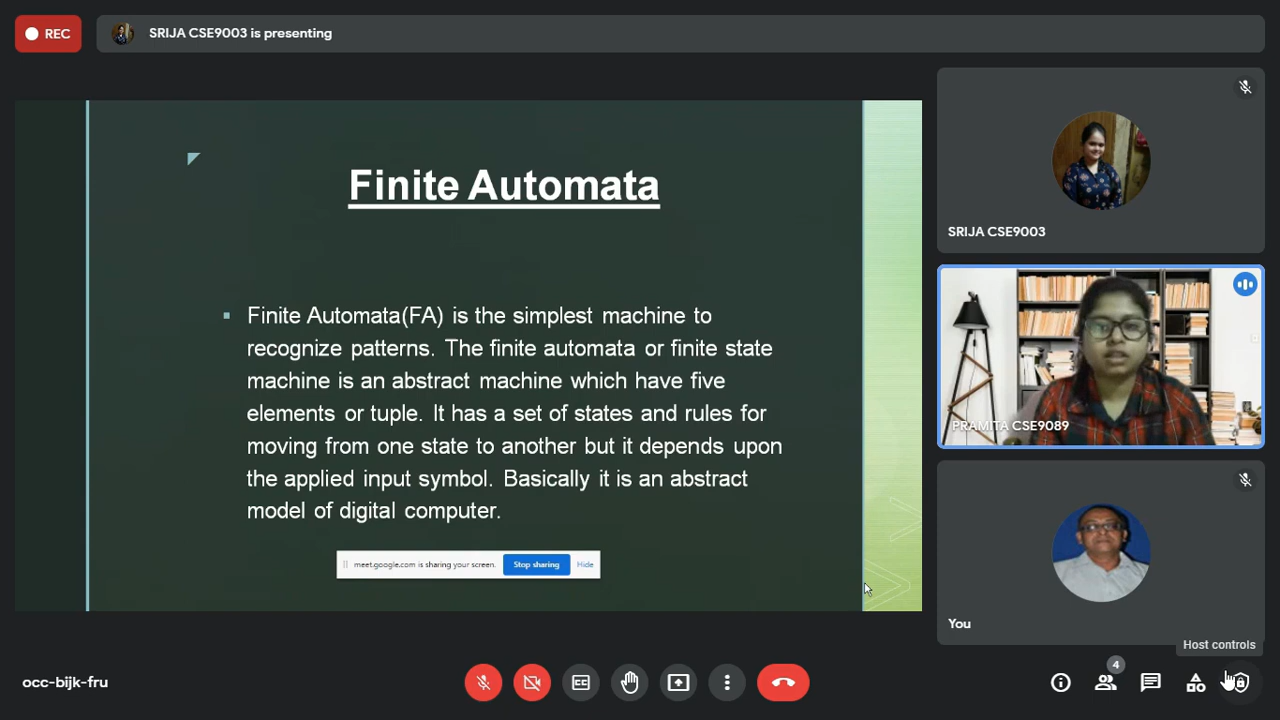 REC
SRIJA CSE9003 is presenting
Finite Automata
Finite Automata(FA) is the simplest machine to
recognize patterns. The finite automata or finite state
machine is an abstract machine which have five
elements or tuple. It has a set of states and rules for
moving from one state to another but it depends upon
the applied input symbol. Basically it is an abstract
model of digital computer.
meet.google.com is sharing your screen.
Stop sharing
Hide
SRIJA CSE9003
PRAMITA CSE9089
You
Host controls
occ-bijk-fru
CC
4